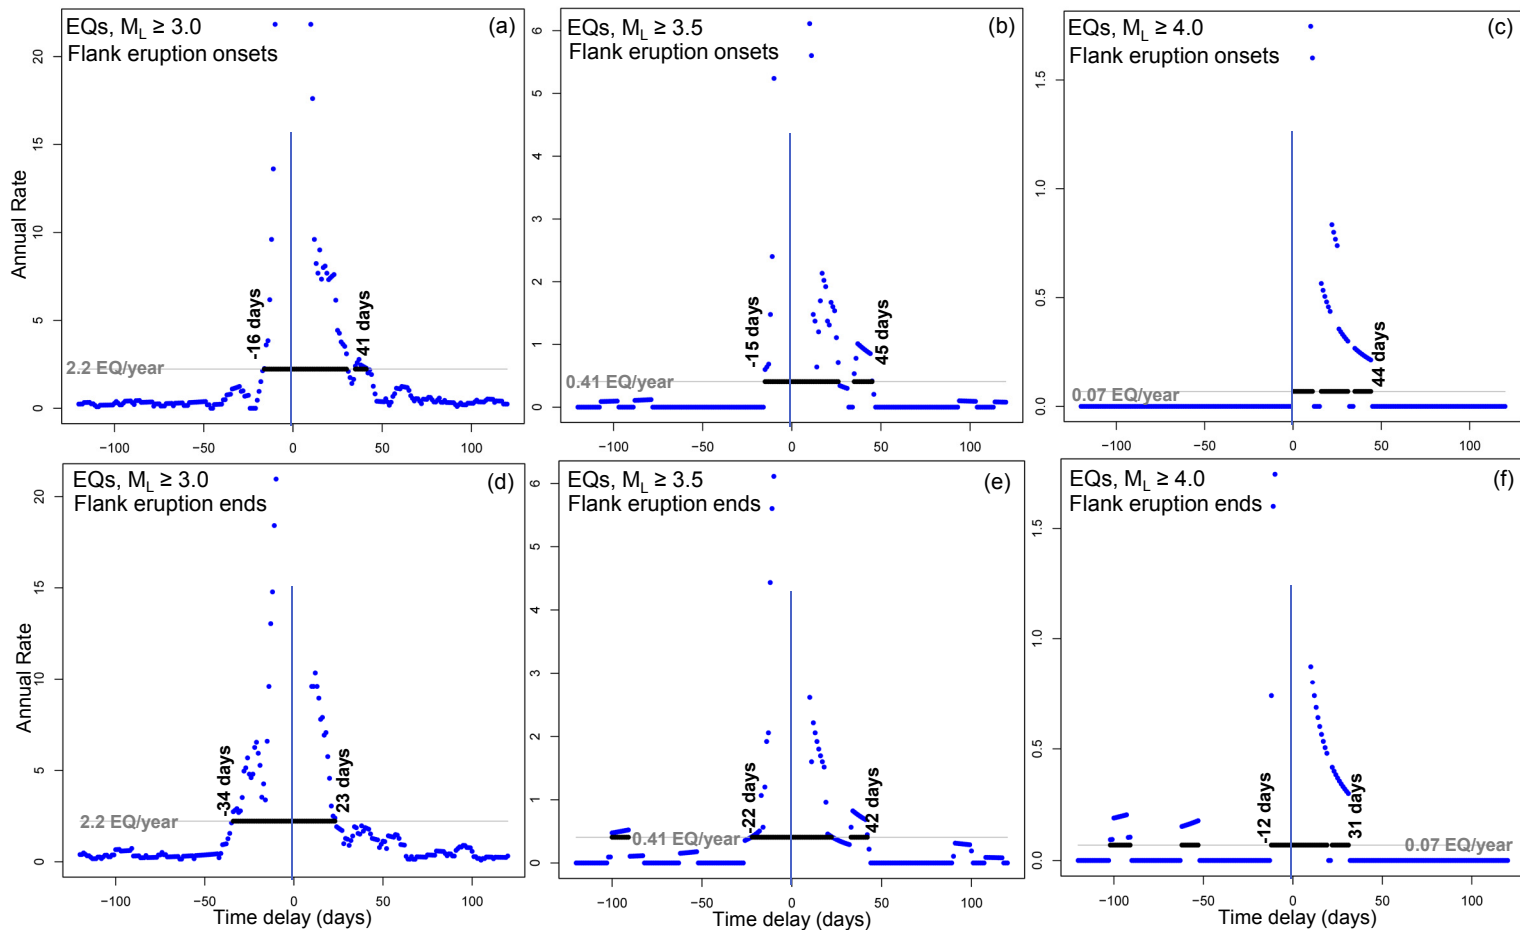 EQs, M_L ≥ 3.0
Flank eruption onsets
(a)
Annual Rate
20
15
10
5
0
-16 days
41 days
2.2 EQ/year
−100 −50 0 50 100
EQs, M_L ≥ 3.5
Flank eruption onsets
(b)
6
5
4
3
2
1
0
-15 days
45 days
0.41 EQ/year
−100 −50 0 50 100
EQs, M_L ≥ 4.0
Flank eruption onsets
(c)
1.5
1.0
0.5
0.0
44 days
0.07 EQ/year
−100 −50 0 50 100
EQs, M_L ≥ 3.0
Flank eruption ends
(d)
Annual Rate
20
15
10
5
0
-34 days
23 days
2.2 EQ/year
−100 −50 0 50 100
Time delay (days)
EQs, M_L ≥ 3.5
Flank eruption ends
(e)
6
5
4
3
2
1
0
-22 days
42 days
0.41 EQ/year
−100 −50 0 50 100
Time delay (days)
EQs, M_L ≥ 4.0
Flank eruption ends
(f)
1.5
1.0
0.5
0.0
-12 days
31 days
0.07 EQ/year
−100 −50 0 50 100
Time delay (days)